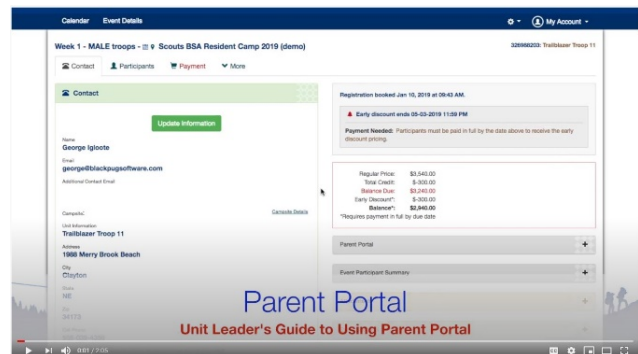 Calendar Event Details
My Account
Week 1 - MALE troops - Scouts BSA Resident Camp 2019 (demo)
326988203: Trailblazer Troop 11
Contact Participants Payment More
Contact
Update Information
Name
George Igloote
Email
george@blackpugsoftware.com
Additional Contact Email
Campsite:
Campsite Details
Unit Information
Trailblazer Troop 11
Address
1988 Merry Brook Beach
City
Clayton
State
NE
Zip
34173
Registration booked Jan 10, 2019 at 09:43 AM.
Early discount ends 05-03-2019 11:59 PM
Payment Needed: Participants must be paid in full by the date above to receive the early
discount pricing.
Regular Price: $3,540.00
Total Credit: $-300.00
Balance Due: $3,240.00
Early Discount*: $-300.00
Balance*: $2,940.00
*Requires payment in full by due date
Parent Portal +
Event Participant Summary +
Parent Portal
Unit Leader's Guide to Using Parent Portal
0:01 / 7:05